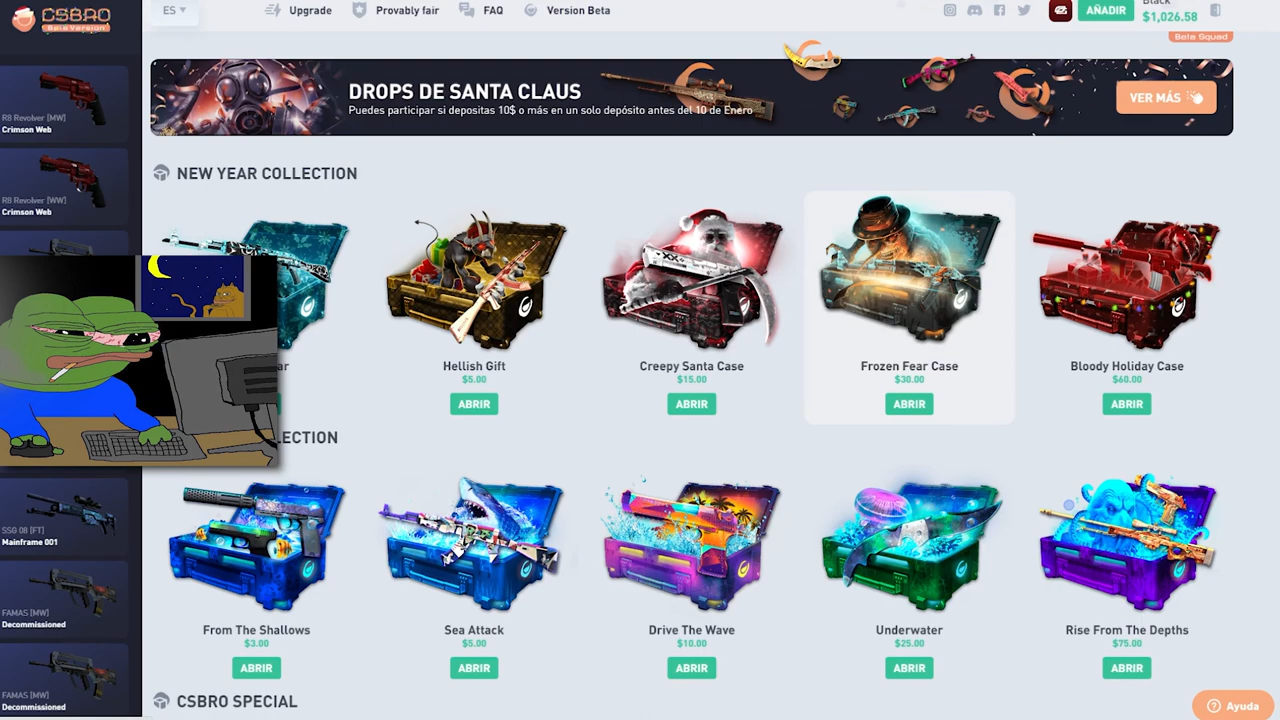 CSBRO
Beta Version
ES
Upgrade
Provably fair
FAQ
Version Beta
AÑADIR
$1,026.58
Beta Squad
DROPS DE SANTA CLAUS
Puedes participar si depositas 10$ o más en un solo depósito antes del 10 de Enero
VER MÁS
R8 Revolver [MW]
Crimson Web
R8 Revolver [WW]
Crimson Web
NEW YEAR COLLECTION
Hellish Gift
$5.00
ABRIR
Creepy Santa Case
$15.00
ABRIR
Frozen Fear Case
$30.00
ABRIR
Bloody Holiday Case
$60.00
ABRIR
SSG 08 [FT]
Mainframe 001
FAMAS [MW]
Decommissioned
FAMAS [MW]
Decommissioned
From The Shallows
$3.00
ABRIR
Sea Attack
$5.00
ABRIR
Drive The Wave
$10.00
ABRIR
Underwater
$25.00
ABRIR
Rise From The Depths
$75.00
ABRIR
CSBRO SPECIAL
Ayuda